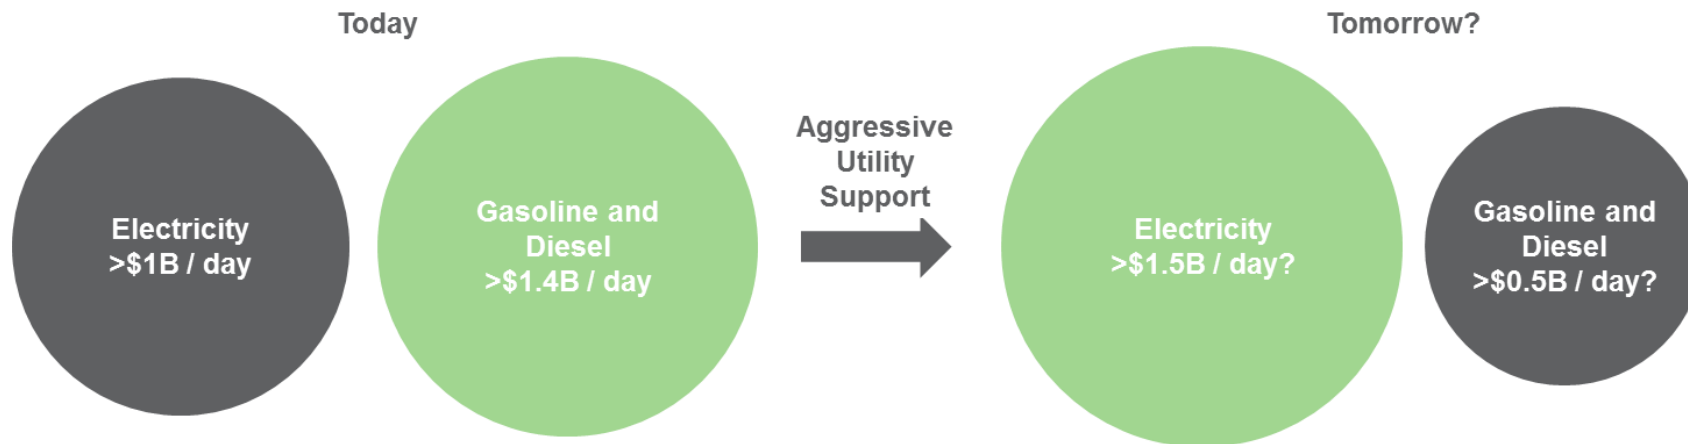 Today
Electricity
>$1B / day
Gasoline and
Diesel
>$1.4B / day
Aggressive
Utility
Support
Tomorrow?
Electricity
>$1.5B / day?
Gasoline and
Diesel
>$0.5B / day?